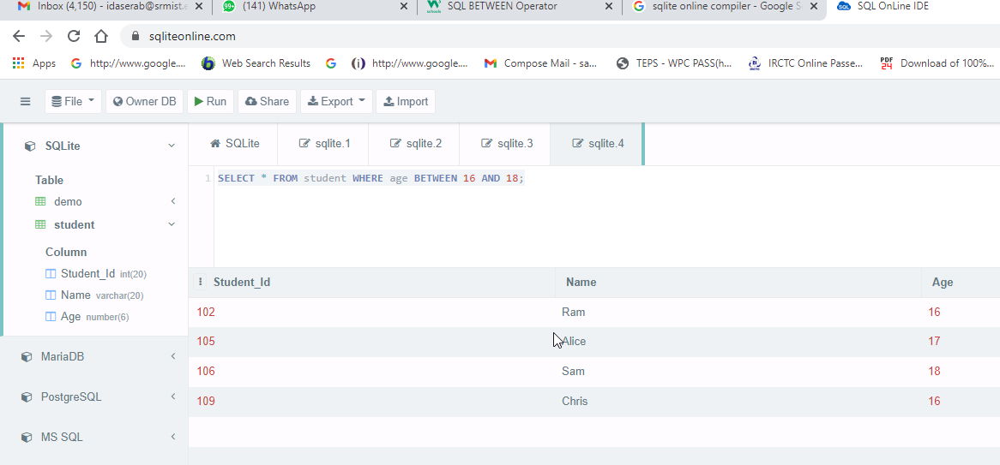 Inbox (4,150) - idaserab@srmist.e
99+
(141) WhatsApp
SQL BETWEEN Operator
sqlite online compiler - Google S
SQL OnLine IDE
sqliteonline.com
Apps
http://www.google....
Web Search Results
http://www.google....
Compose Mail - sa...
TEPS - WPC PASS(h...
IRCTC Online Passe...
PDF 24
Download of 100%...
File
Owner DB
Run
Share
Export
Import
SQLite
SQLite
sqlite.1
sqlite.2
sqlite.3
sqlite.4
Table
demo
student
Column
Student_Id int(20)
Name varchar(20)
Age number(6)
MariaDB
PostgreSQL
MS SQL
1 SELECT * FROM student WHERE age BETWEEN 16 AND 18;
Student_Id Name Age
102 Ram 16
105 Alice 17
106 Sam 18
109 Chris 16